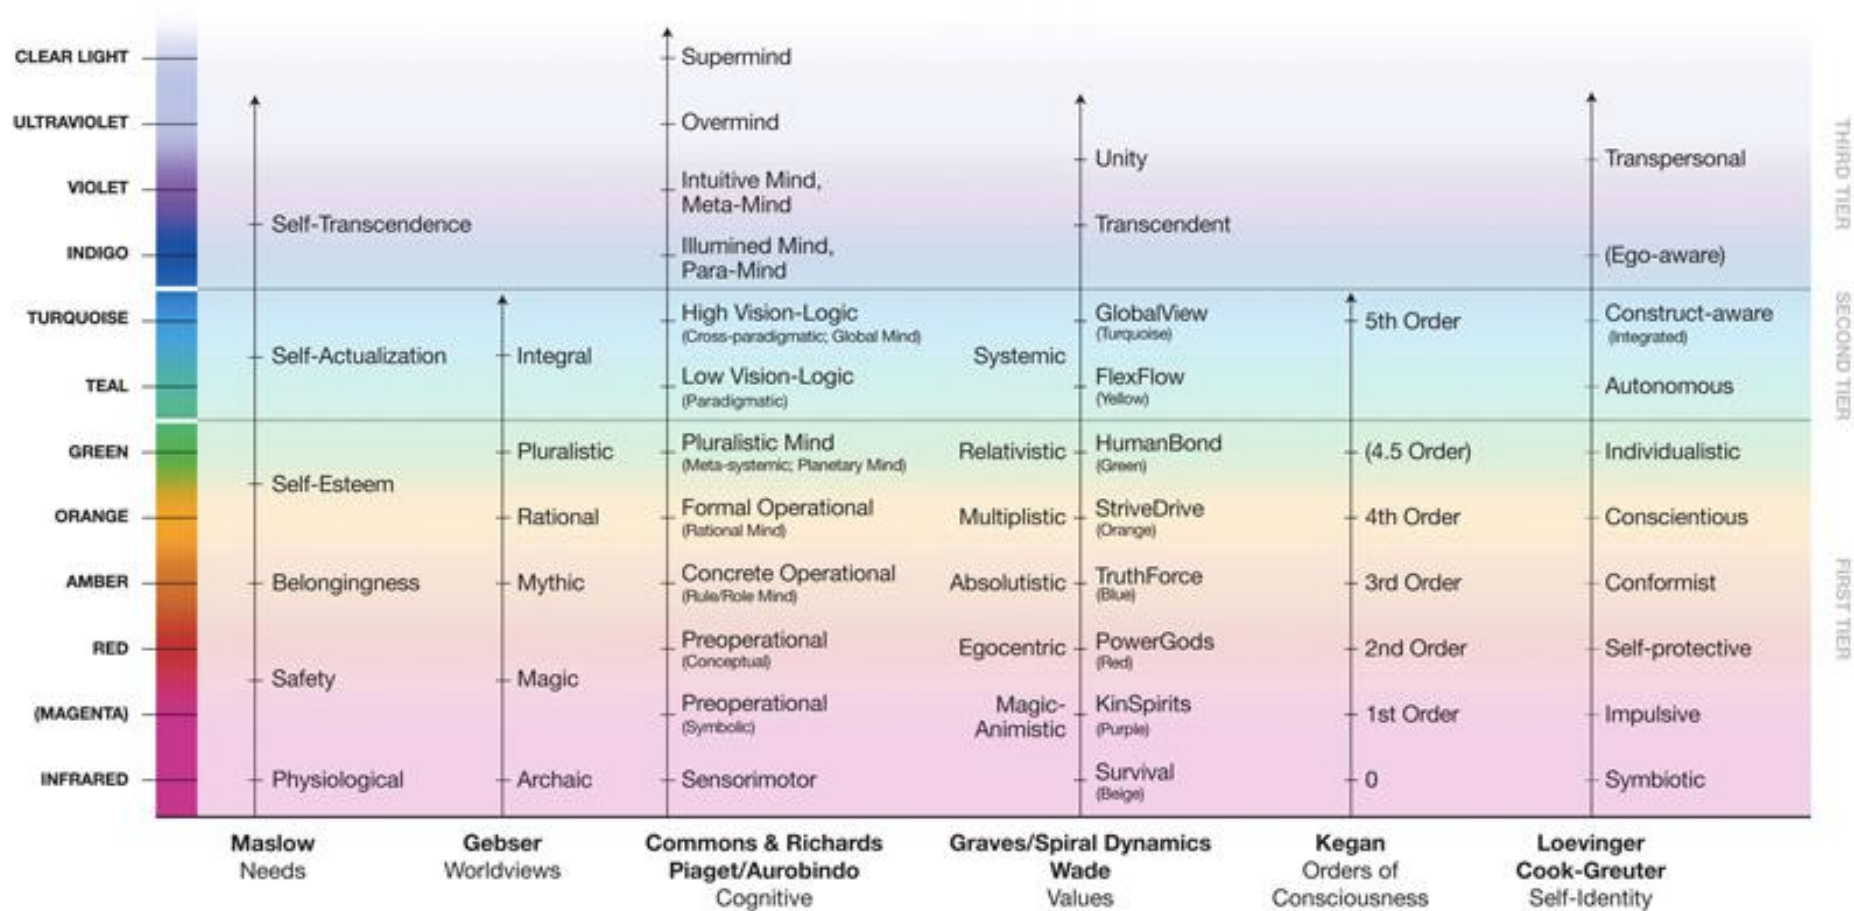 CLEAR LIGHT
ULTRAVIOLET
VIOLET
INDIGO
TURQUOISE
TEAL
GREEN
ORANGE
AMBER
RED
(MAGENTA)
INFRARED
Self-Transcendence
Self-Actualization
Self-Esteem
Belongingness
Safety
Physiological
Maslow
Needs
Integral
Pluralistic
Rational
Mythic
Magic
Archaic
Gebser
Worldviews
Supermind
Overmind
Intuitive Mind,
Meta-Mind
Illumined Mind,
Para-Mind
High Vision-Logic
(Cross-paradigmatic; Global Mind)
Low Vision-Logic
(Paradigmatic)
Pluralistic Mind
(Meta-systemic; Planetary Mind)
Formal Operational
(Rational Mind)
Concrete Operational
(Rule/Role Mind)
Preoperational
(Conceptual)
Preoperational
(Symbolic)
Sensorimotor
Commons & Richards
Piaget/Aurobindo
Cognitive
Systemic
Relativistic
Multiplistic
Absolutistic
Egocentric
Magic-
Animistic
Unity
Transcendent
GlobalView
(Turquoise)
FlexFlow
(Yellow)
HumanBond
(Green)
StriveDrive
(Orange)
TruthForce
(Blue)
PowerGods
(Red)
KinSpirits
(Purple)
Survival
(Beige)
Graves/Spiral Dynamics
Wade
Values
5th Order
(4.5 Order)
4th Order
3rd Order
2nd Order
1st Order
0
Kegan
Orders of
Consciousness
Transpersonal
(Ego-aware)
Construct-aware
(Integrated)
Autonomous
Individualistic
Conscientious
Conformist
Self-protective
Impulsive
Symbiotic
Loevinger
Cook-Greuter
Self-Identity
THIRD TIER
SECOND TIER
FIRST TIER